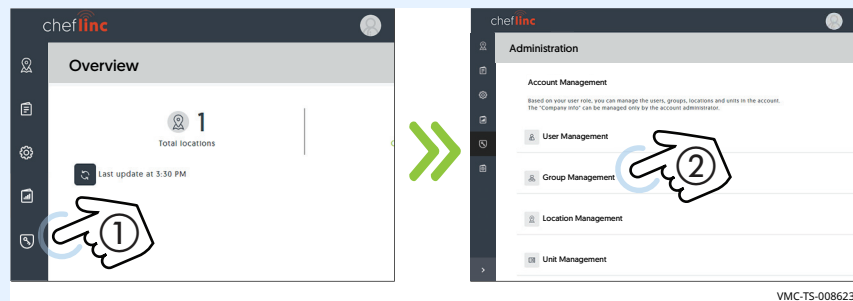 cheflinc
Overview
1
Total locations
Last update at 3:30 PM
1
cheflinc
Administration
Account Management
Based on your user role, you can manage the users, groups, locations and units in the account.
The "Company Info" can be managed only by the account administrator.
User Management
Group Management
2
Location Management
Unit Management
VMC-TS-008623